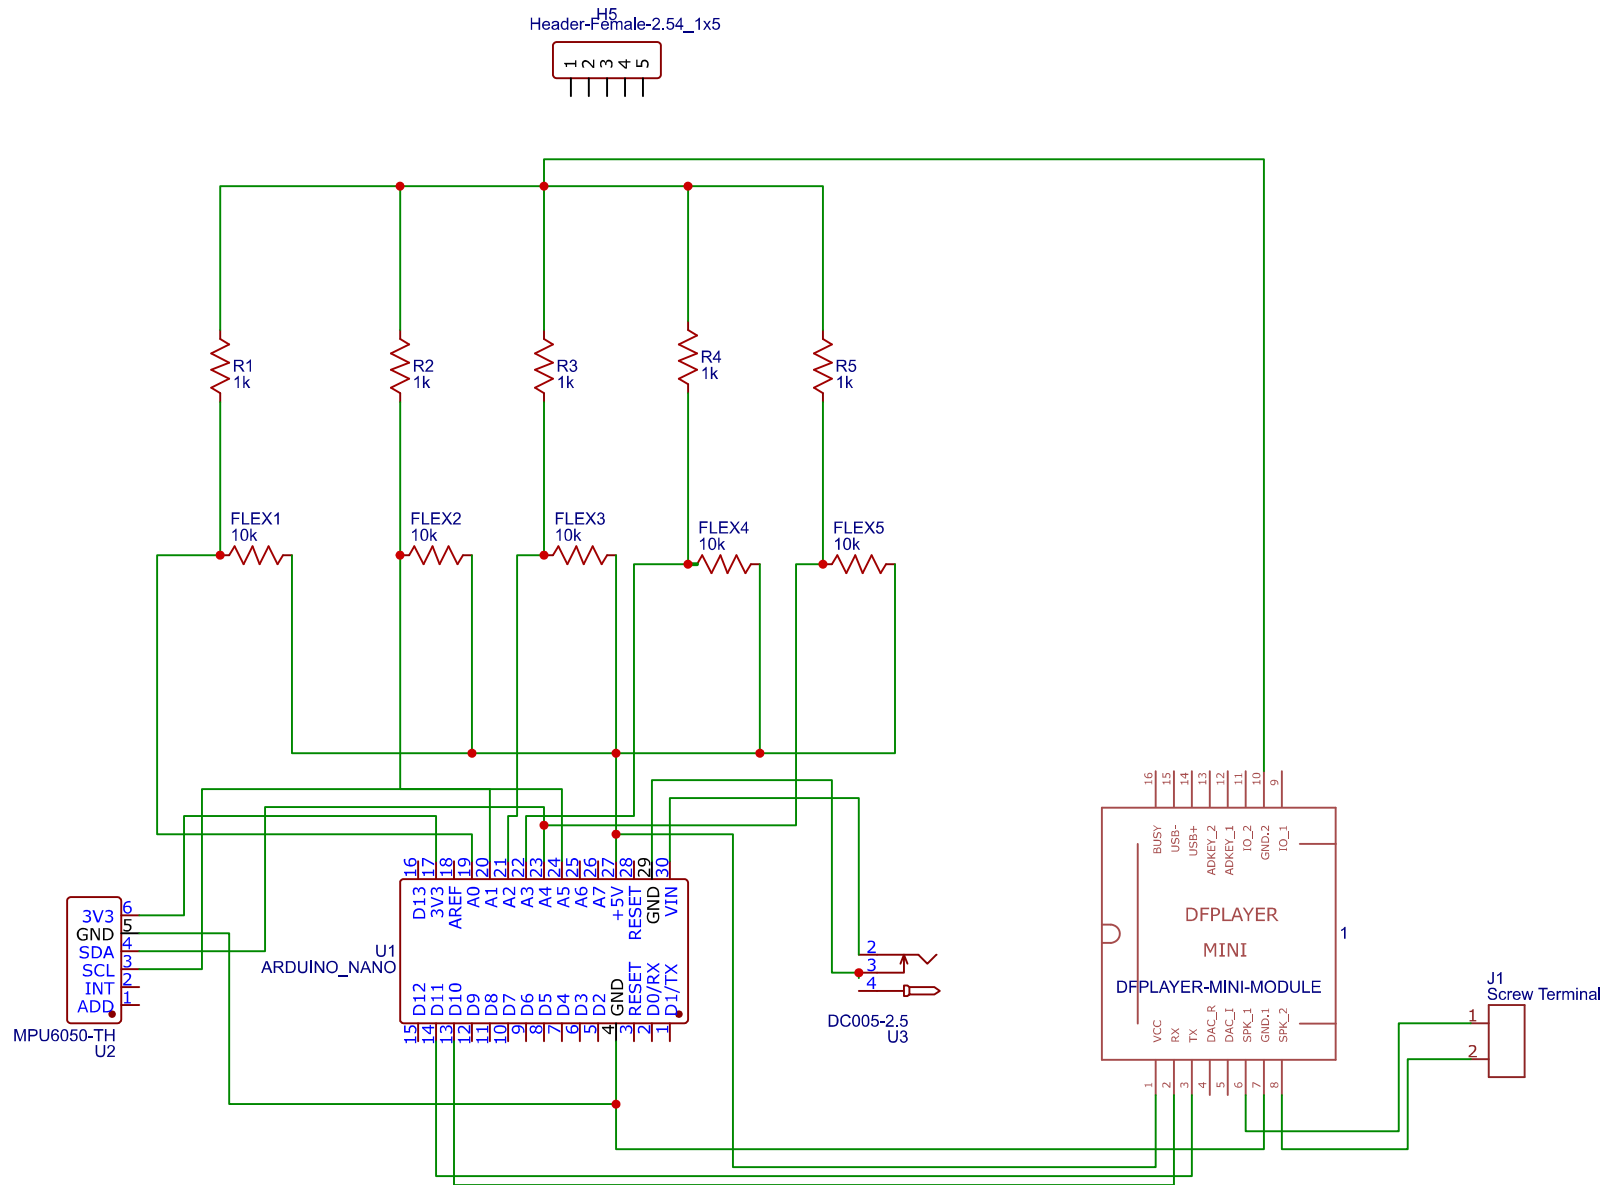 H5
Header-Female-2.54_1x5
1 2 3 4 5
R1
1k
R2
1k
R3
1k
R4
1k
R5
1k
FLEX1
10k
FLEX2
10k
FLEX3
10k
FLEX4
10k
FLEX5
10k
16 15 14 13 12 11 10 9
BUSY USB- USB+ ADKEY_2 ADKEY_1 IO_2 GND.2 IO_1
DFPLAYER
MINI
DFPLAYER-MINI-MODULE
1
VCC RX TX DAC_R DAC_I SPK_1 GND.1 SPK_2
1 2 3 4 5 6 7 8
16 17 18 19 20 21 22 23 24 25 26 27 28 29 30
D13 3V3 AREF A0 A1 A2 A3 A4 A5 A6 A7 +5V RESET GND VIN
U1
ARDUINO_NANO
D12 D11 D10 D9 D8 D7 D6 D5 D4 D3 D2 GND RESET D0/RX D1/TX
15 14 13 12 11 10 9 8 7 6 5 4 3 2 1
3V3 6
GND 5
SDA 4
SCL 3
INT 2
ADD 1
MPU6050-TH
U2
2
3
4
DC005-2.5
U3
J1
Screw Terminal
1
2